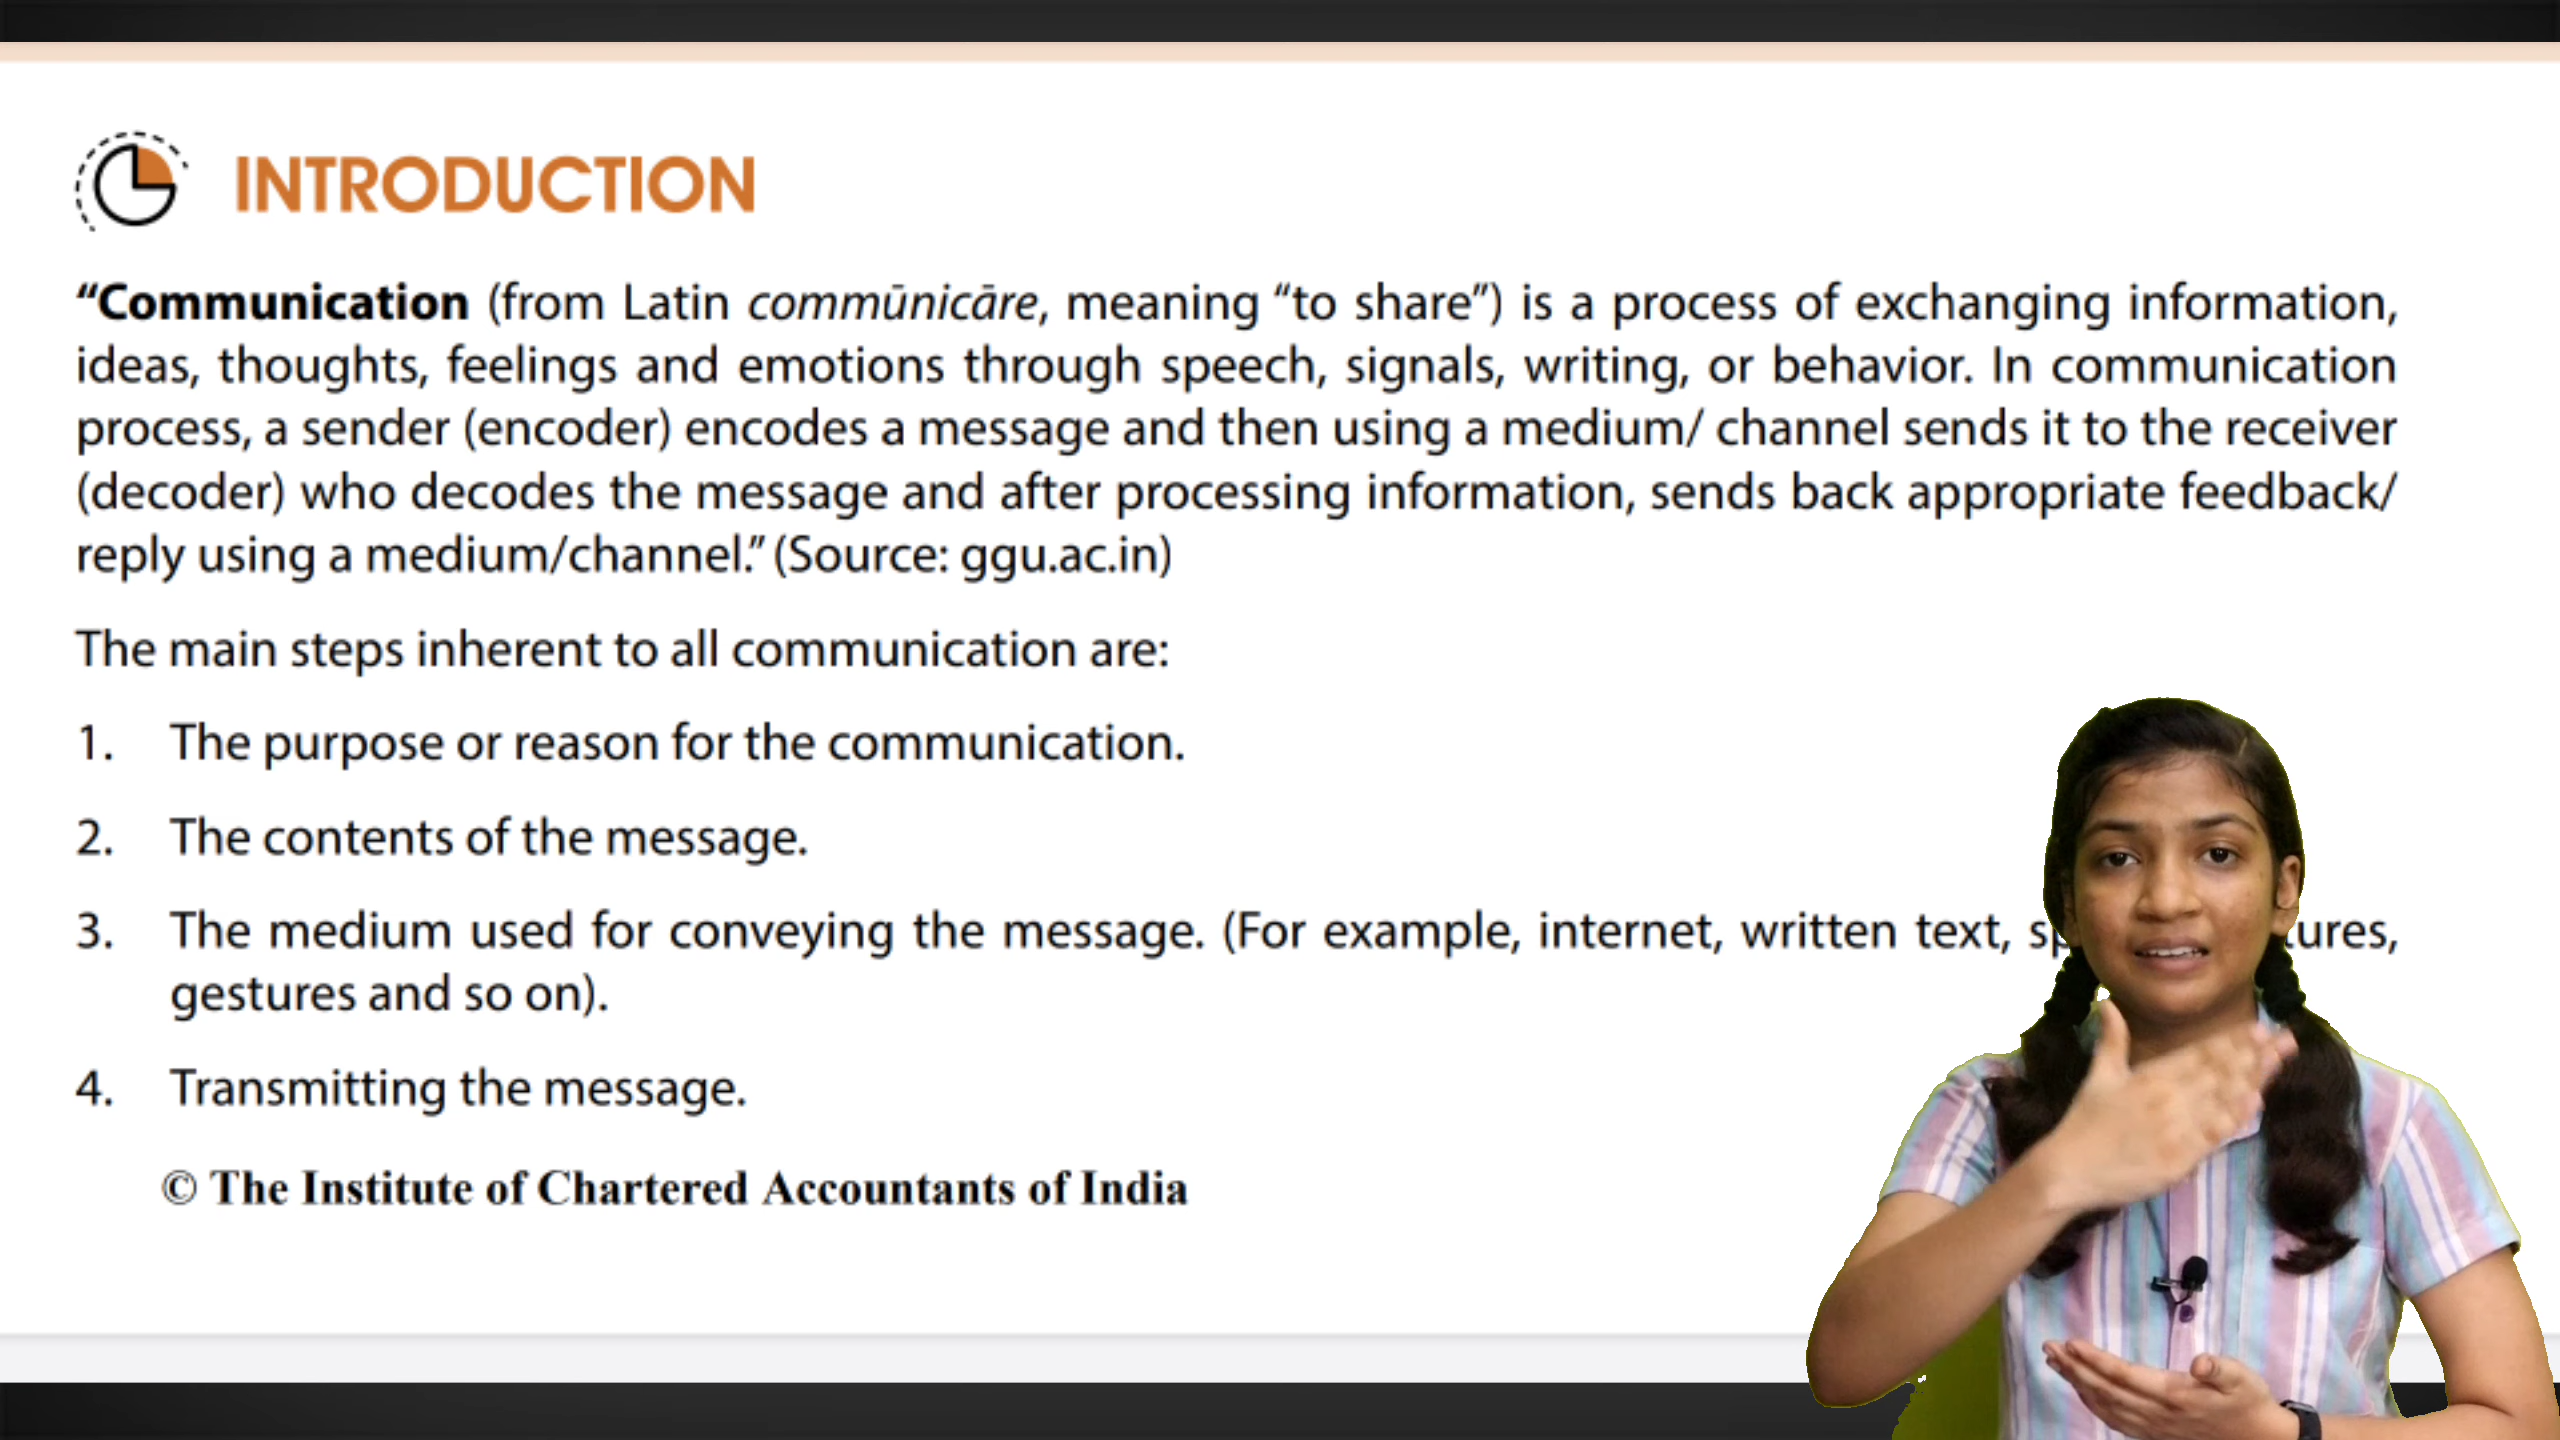 INTRODUCTION
“Communication (from Latin commūnicāre, meaning “to share”) is a process of exchanging information,
ideas, thoughts, feelings and emotions through speech, signals, writing, or behavior. In communication
process, a sender (encoder) encodes a message and then using a medium/ channel sends it to the receiver
(decoder) who decodes the message and after processing information, sends back appropriate feedback/
reply using a medium/channel.” (Source: ggu.ac.in)
The main steps inherent to all communication are:
1. The purpose or reason for the communication.
2. The contents of the message.
3. The medium used for conveying the message. (For example, internet, written text,
gestures and so on).
4. Transmitting the message.
© The Institute of Chartered Accountants of India